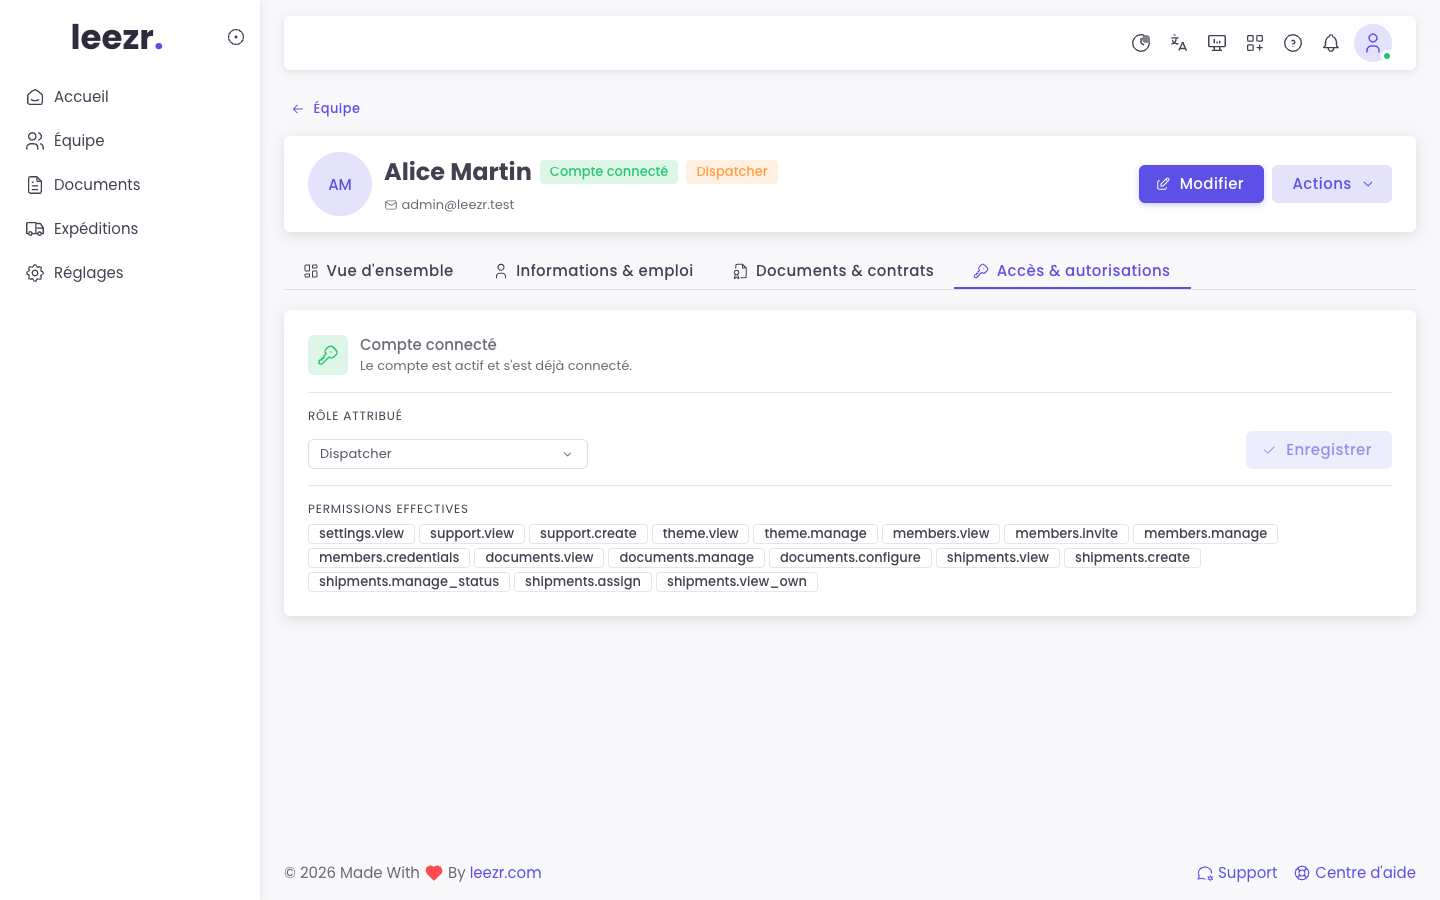 leezr.
Accueil
Équipe
Documents
Expéditions
Réglages
Équipe
AM
Alice Martin
Compte connecté
Dispatcher
admin@leezr.test
Modifier
Actions
Vue d'ensemble
Informations & emploi
Documents & contrats
Accès & autorisations
Compte connecté
Le compte est actif et s'est déjà connecté.
RÔLE ATTRIBUÉ
Dispatcher
Enregistrer
PERMISSIONS EFFECTIVES
settings.view support.view support.create theme.view theme.manage members.view members.invite members.manage
members.credentials documents.view documents.manage documents.configure shipments.view shipments.create
shipments.manage_status shipments.assign shipments.view_own
© 2026 Made With By leezr.com
Support
Centre d'aide